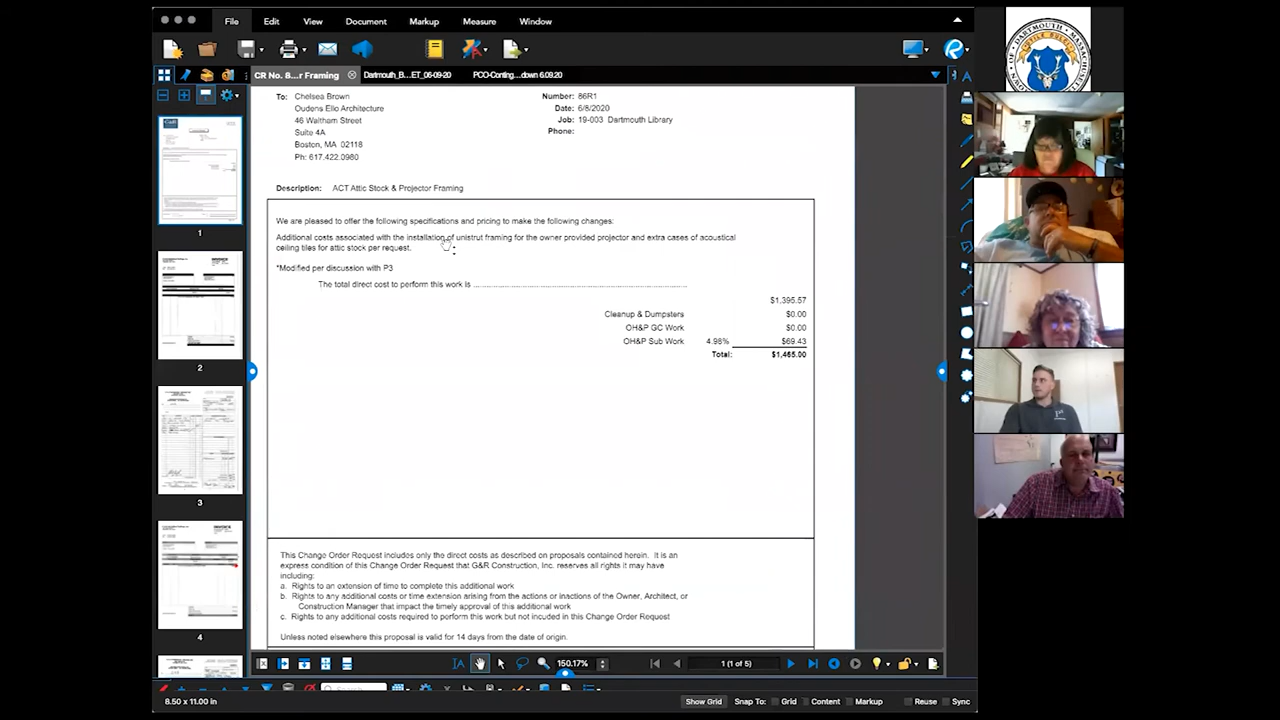 File Edit View Document Markup Measure Window
CR No. 8...r Framing
Dartmouth_B....ET_06-09-20
PCO-Conting....down 6.09.20
To: Chelsea Brown
Oudens Ello Architecture
46 Waltham Street
Suite 4A
Boston, MA 02118
Ph: 617.422.0980
Number: 86R1
Date: 6/8/2020
Job: 19-003 Dartmouth Library
Phone:
Description: ACT Attic Stock & Projector Framing
We are pleased to offer the following specifications and pricing to make the following changes:
Additional costs associated with the installation of unistrut framing for the owner provided projector and extra cases of acoustical
ceiling tiles for attic stock per request.
*Modified per discussion with P3
The total direct cost to perform this work is
$1,395.57
Cleanup & Dumpsters $0.00
OH&P GC Work $0.00
OH&P Sub Work 4.98% $69.43
Total: $1,465.00
This Change Order Request includes only the direct costs as described on proposals contained herein. It is an
express condition of this Change Order Request that G&R Construction, Inc. reserves all rights it may have
including:
a. Rights to an extension of time to complete this additional work
b. Rights to any additional costs or time extension arising from the actions or inactions of the Owner, Architect, or
Construction Manager that impact the timely approval of this additional work
c. Rights to any additional costs required to perform this work but not incuded in this Change Order Request
Unless noted elsewhere this proposal is valid for 14 days from the date of origin.
1
2
3
4
150.17%
1 (1 of 5)
8.50 x 11.00 in
Show Grid Snap To: Grid Content Markup Reuse Sync